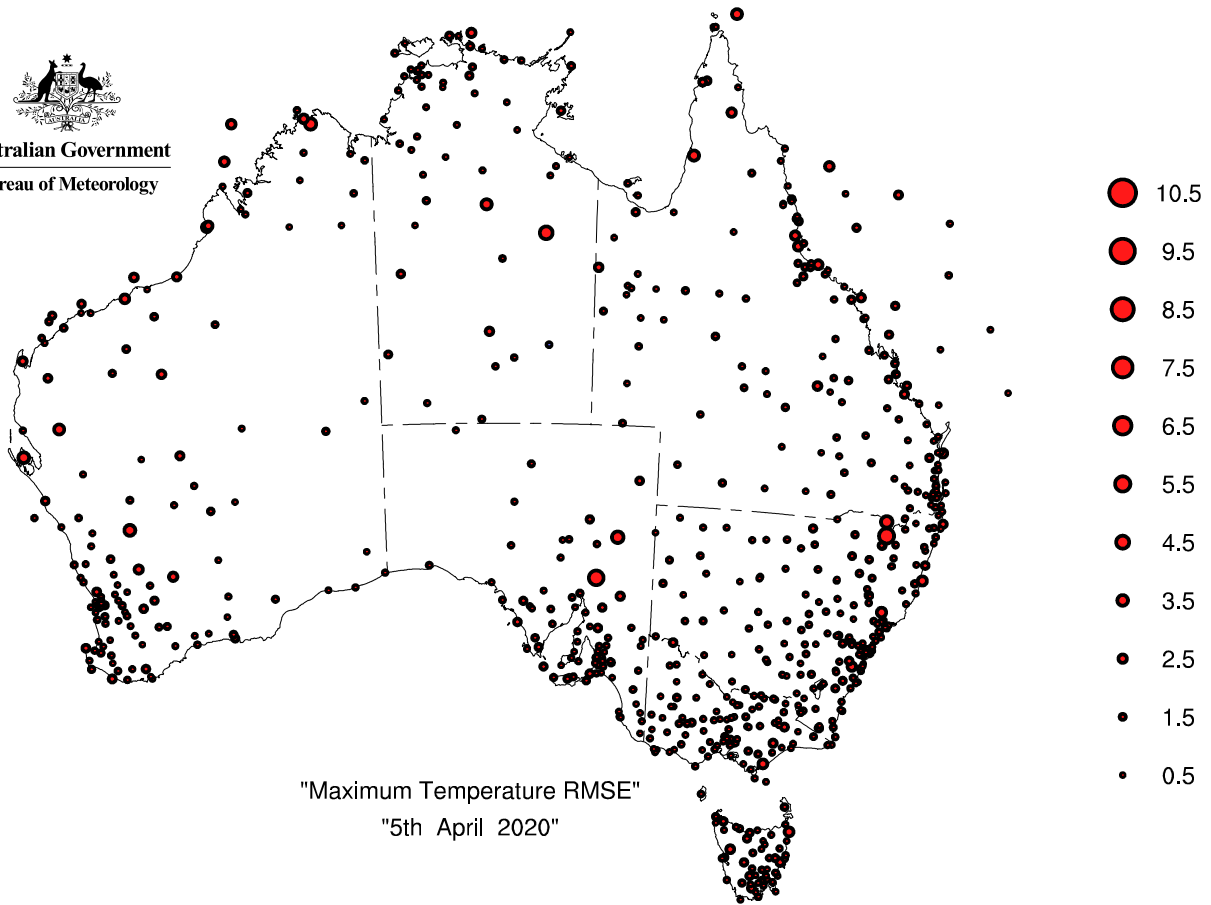 AUSTRALIA
tralian Government
reau of Meteorology
10.5
9.5
8.5
7.5
6.5
5.5
4.5
3.5
2.5
1.5
0.5
"Maximum Temperature RMSE"
"5th April 2020"